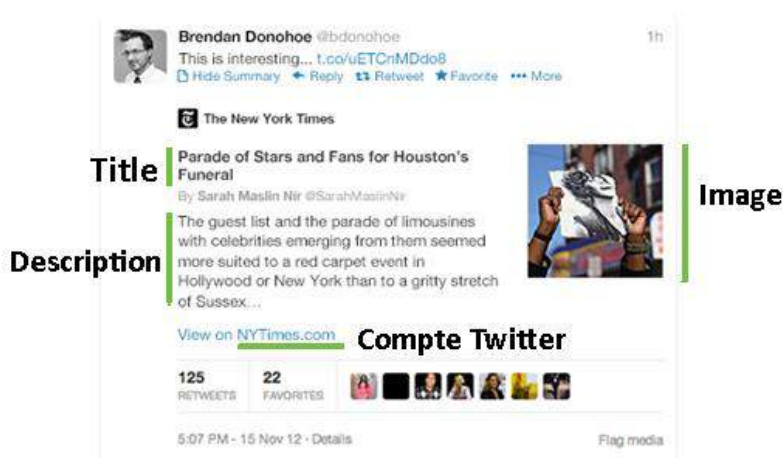 Brendan Donohoe @bdonohoe 1h
This is interesting... t.co/uETCnMDdo8
Hide Summary Reply Retweet Favorite ••• More
The New York Times
Title
Parade of Stars and Fans for Houston's
Funeral
By Sarah Maslin Nir @SarahMaslinNir
Image
Description
The guest list and the parade of limousines
with celebrities emerging from them seemed
more suited to a red carpet event in
Hollywood or New York than to a gritty stretch
of Sussex...
View on NYTimes.com
Compte Twitter
125 22
RETWEETS FAVORITES
5:07 PM - 15 Nov 12 · Details Flag media